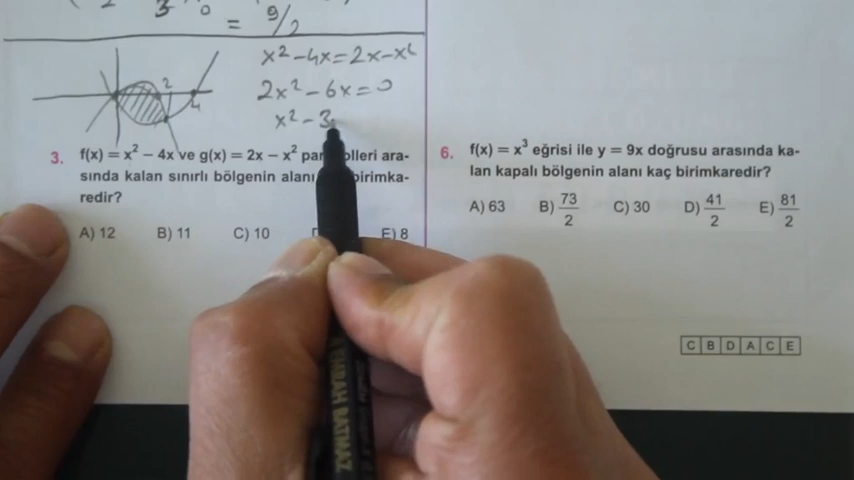 3
= 9/2
x² – 4x = 2x – x²
2x² – 6x = 0
x² – 3
2
4
3. f(x) = x² – 4x ve g(x) = 2x – x² par olleri ara-
sında kalan sınırlı bölgenin alanı birimka-
redir?
A) 12 B) 11 C) 10 E) 8
6. f(x) = x³ eğrisi ile y = 9x doğrusu arasında ka-
lan kapalı bölgenin alanı kaç birimkaredir?
A) 63 B) 73/2 C) 30 D) 41/2 E) 81/2
C B D A C E